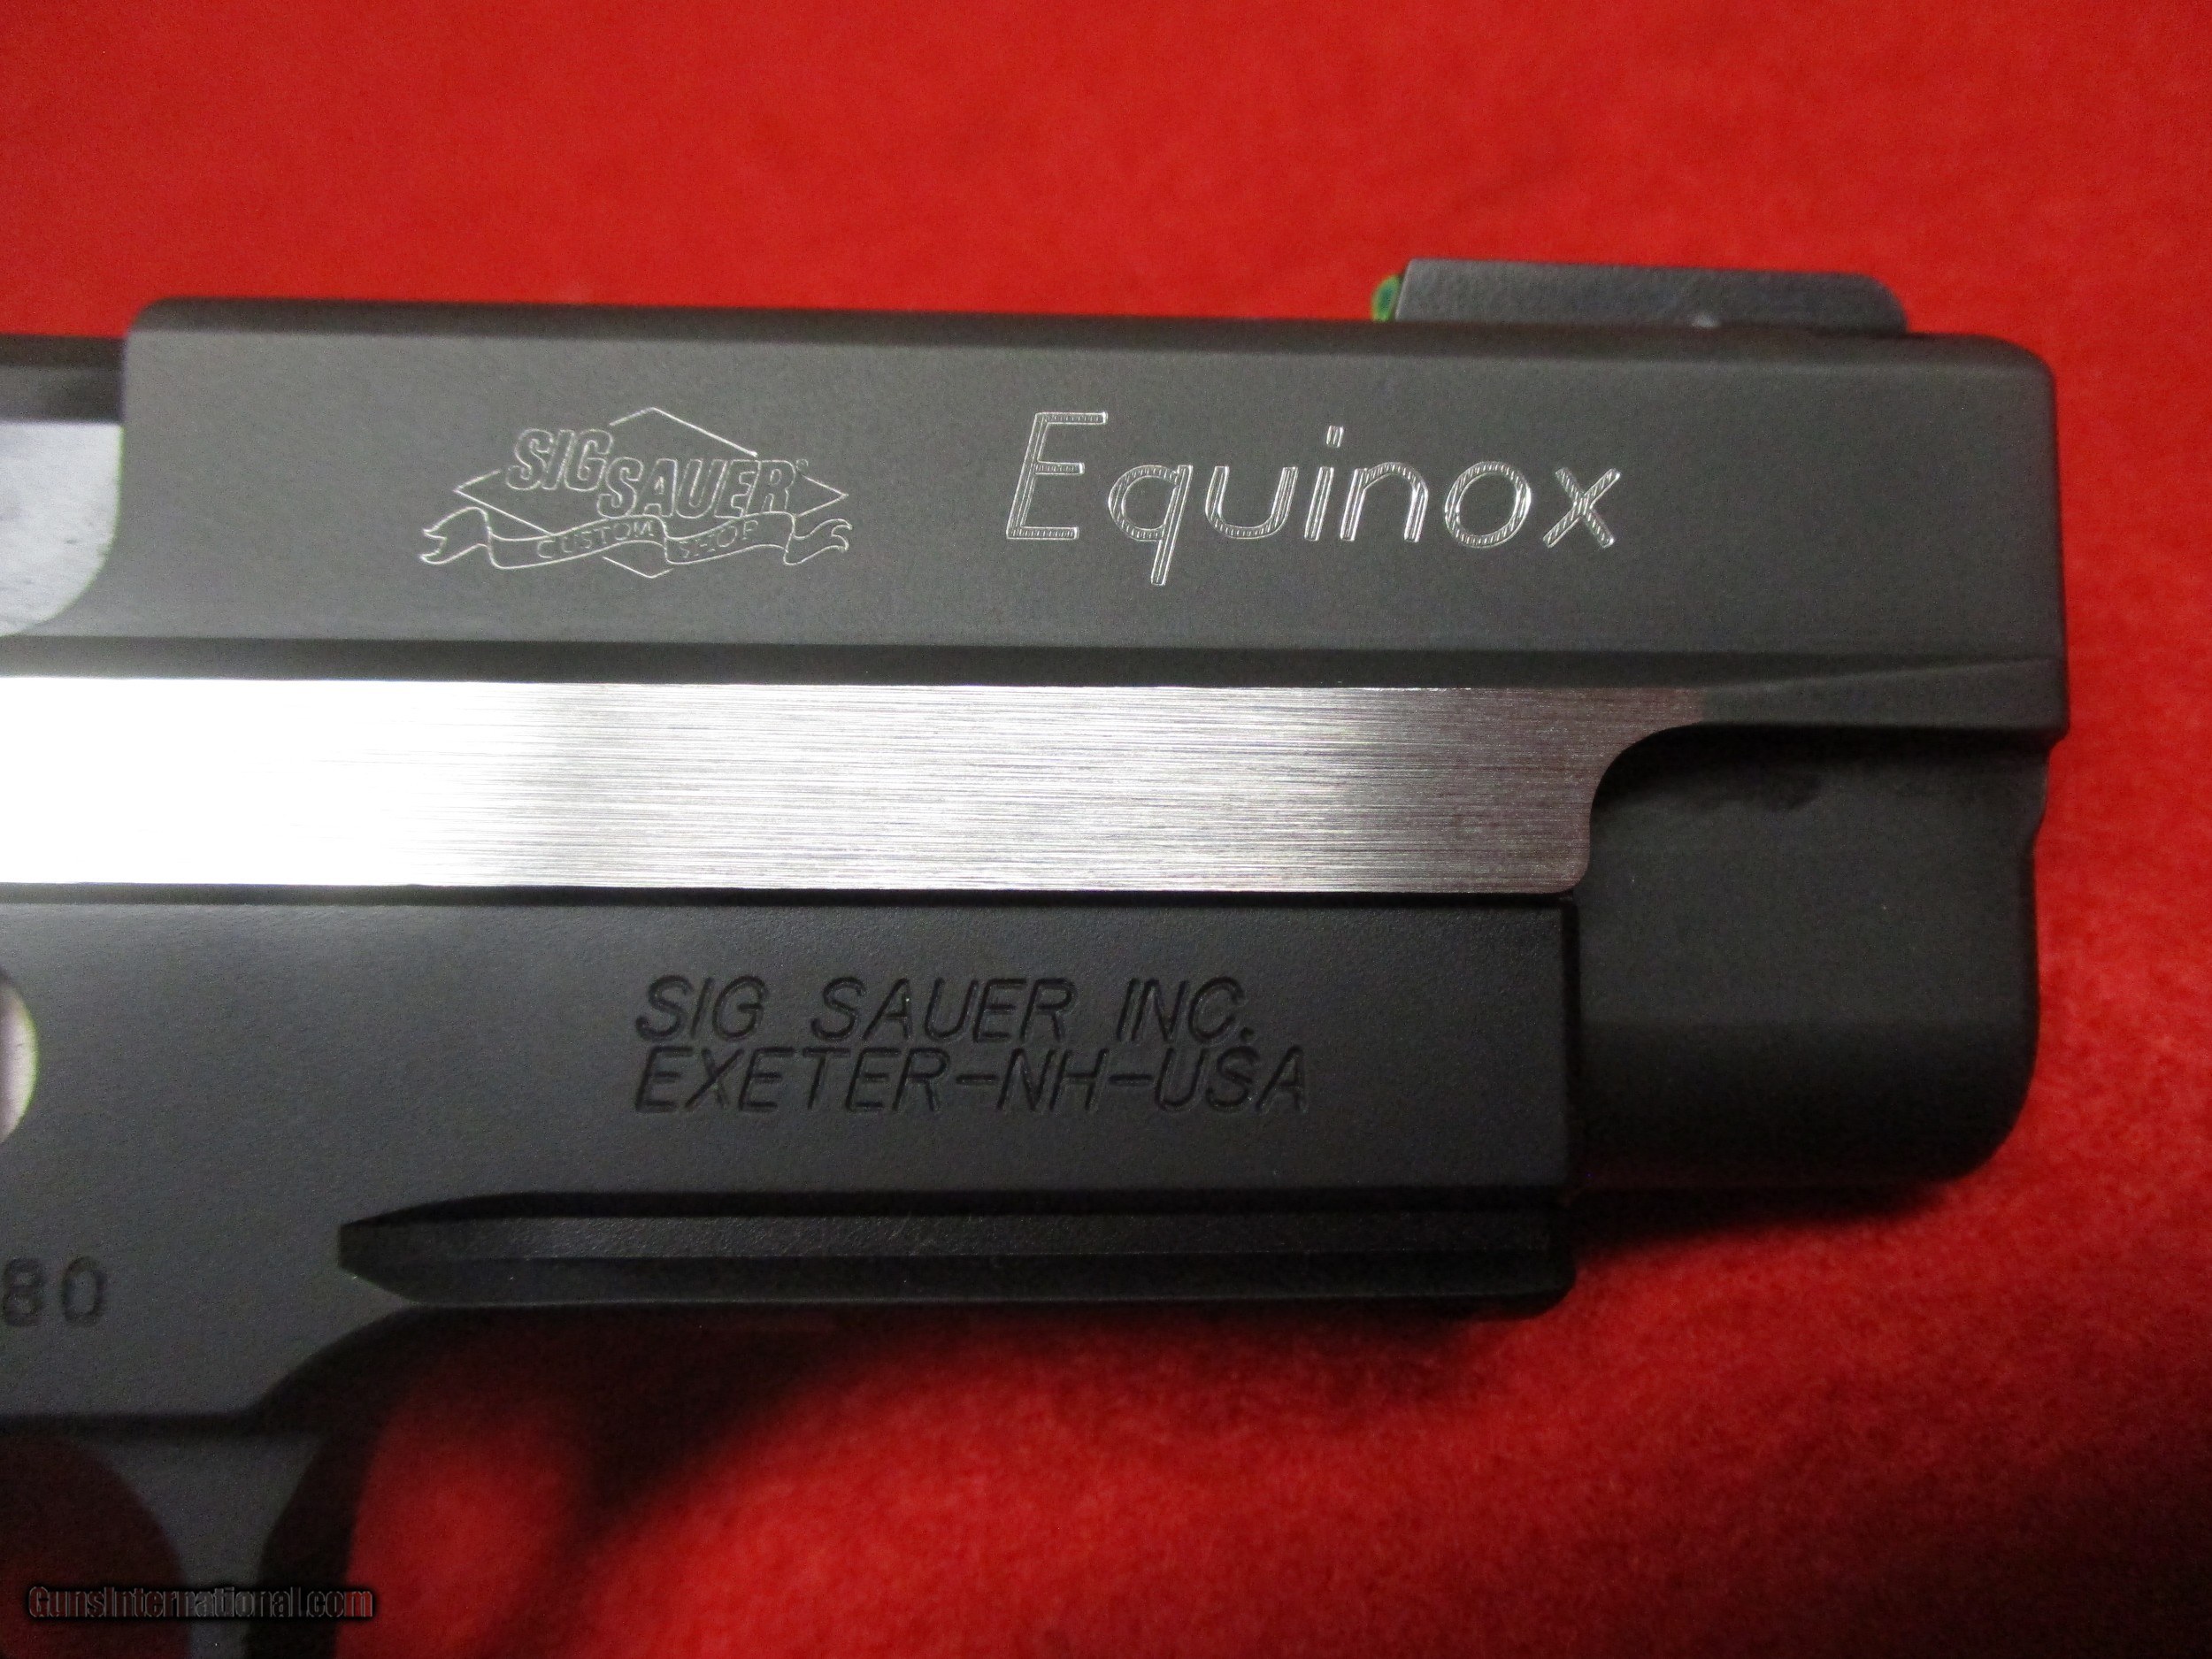 SIG SAUER®
CUSTOM SHOP
Equinox
SIG SAUER INC.
EXETER-NH-USA
80
GunsInternational.com